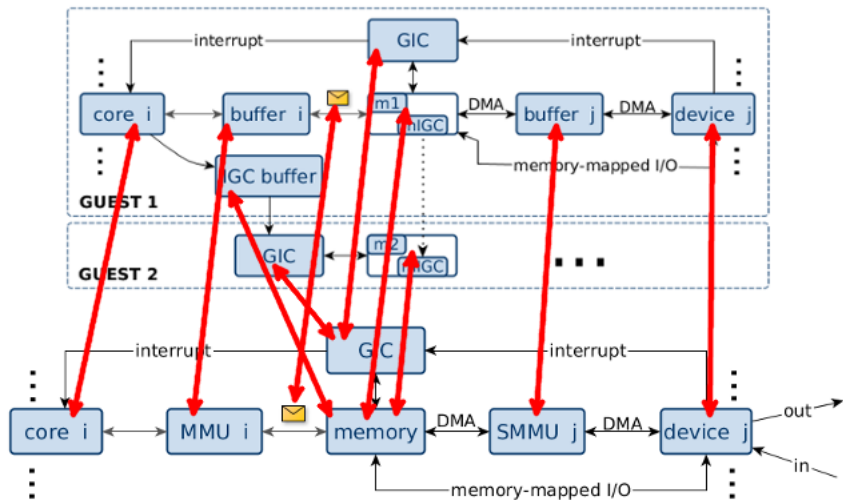 GIC
interrupt
interrupt
core i
buffer i
m1
mIGC
DMA
buffer j
DMA
device j
memory-mapped I/O
IGC buffer
GUEST 1
GIC
m2
mIGC
GUEST 2
...
GIC
interrupt
interrupt
core i
MMU i
memory
DMA
SMMU j
DMA
device j
out
in
memory-mapped I/O